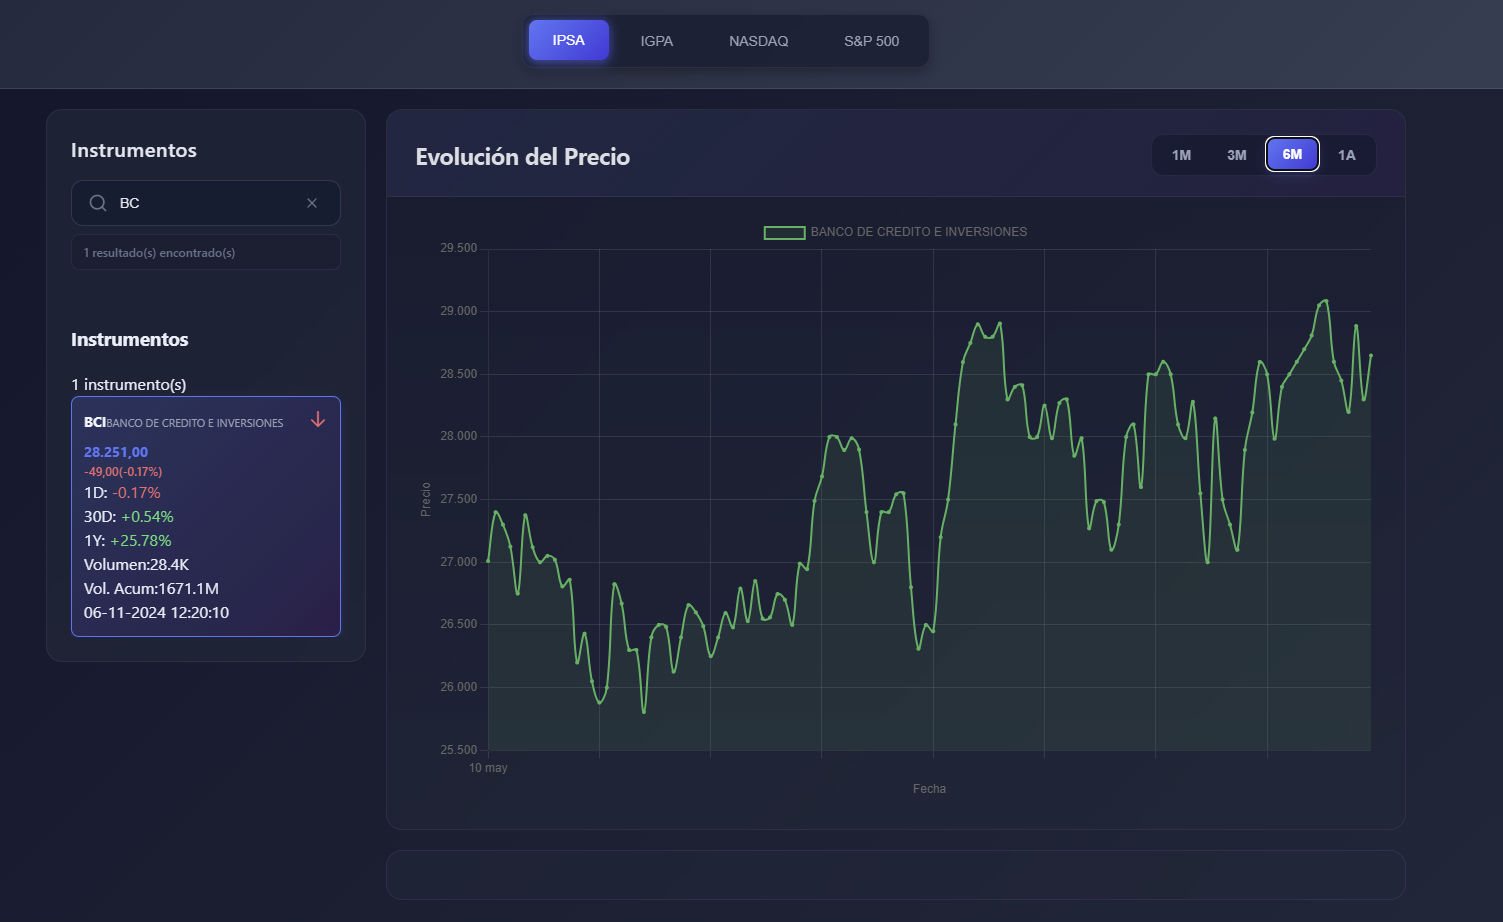 IPSA IGPA NASDAQ S&P 500
Instrumentos
BC
1 resultado(s) encontrado(s)
Instrumentos
1 instrumento(s)
BCI BANCO DE CREDITO E INVERSIONES
28.251,00
-49,00(-0.17%)
1D: -0.17%
30D: +0.54%
1Y: +25.78%
Volumen:28.4K
Vol. Acum:1671.1M
06-11-2024 12:20:10
Evolución del Precio
1M 3M 6M 1A
BANCO DE CREDITO E INVERSIONES
29.500
29.000
28.500
28.000
27.500
27.000
26.500
26.000
25.500
Precio
10 may
Fecha